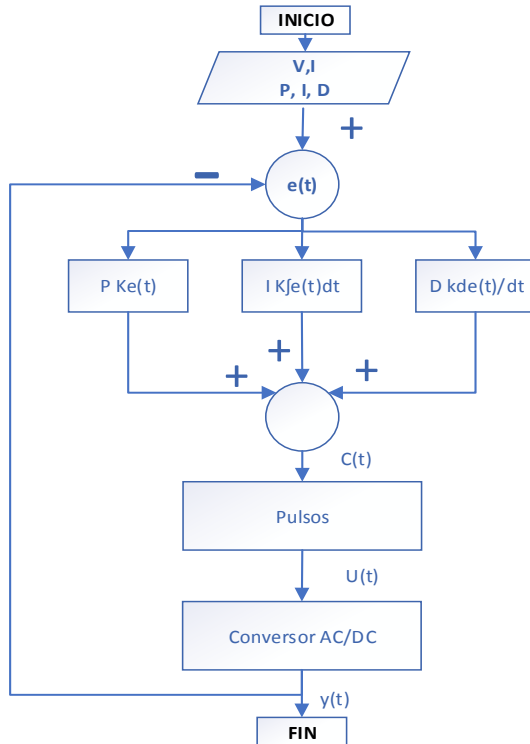 INICIO
V,I
P, I, D
+
-
e(t)
P Ke(t)
I K∫e(t)dt
D kde(t)/dt
+
+
+
C(t)
Pulsos
U(t)
Conversor AC/DC
y(t)
FIN